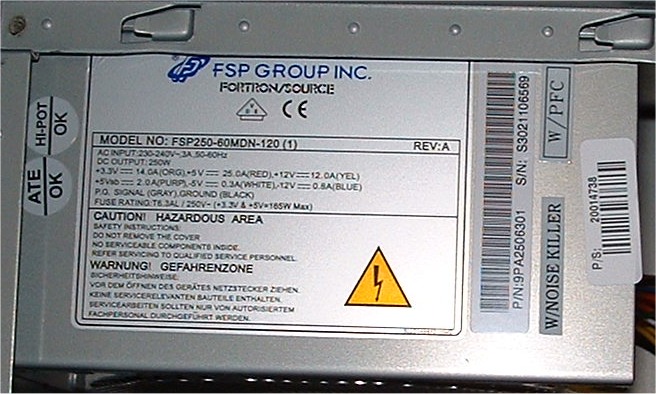 FSP GROUP INC.
FORTRON/SOURCE
CE
MODEL NO: FSP250-60MDN-120 (1) REV:A
AC INPUT:230-240V~,3A,50-60Hz
DC OUTPUT: 250W
+3.3V ⎓ 14.0A(ORG),+5V ⎓ 25.0A(RED),+12V ⎓ 12.0A(YEL)
+5Vsb ⎓ 2.0A(PURP),-5V ⎓ 0.3A(WHITE),-12V ⎓ 0.8A(BLUE)
P.G. SIGNAL (GRAY),GROUND (BLACK)
FUSE RATING:T6.3AL / 250V~ (+3.3V & +5V=165W Max)
CAUTION! HAZARDOUS AREA
SAFETY INSTRUCTIONS:
DO NOT REMOVE THE COVER
NO SERVICEABLE COMPONENTS INSIDE.
REFER SERVICING TO QUALIFIED SERVICE PERSONNEL.
WARNUNG! GEFAHRENZONE
SICHERHEITSHINWEISE:
VOR DEM ÖFFNEN DES GERÄTES NETZSTECKER ZIEHEN.
KEINE SERVICERELEVANTEN BAUTEILE ENTHALTEN.
SERVICEARBEITEN SOLLTEN NUR VON AUTORISIERTEM
FACHPERSONAL DURCHGEFÜHRT WERDEN.
HI-POT
OK
ATE
OK
P/N:9PA2506301 S/N: S3021106569
W/PFC
W/NOISE KILLER
P/S: 20014738